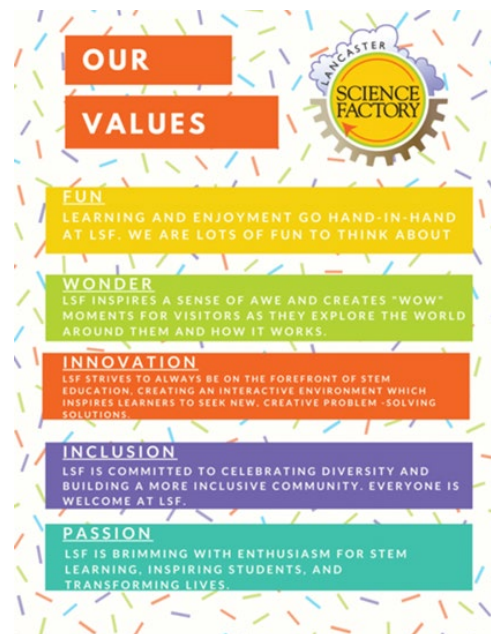 OUR
VALUES
LANCASTER
SCIENCE
FACTORY
FUN
LEARNING AND ENJOYMENT GO HAND-IN-HAND
AT LSF. WE ARE LOTS OF FUN TO THINK ABOUT
WONDER
LSF INSPIRES A SENSE OF AWE AND CREATES "WOW"
MOMENTS FOR VISITORS AS THEY EXPLORE THE WORLD
AROUND THEM AND HOW IT WORKS.
INNOVATION
LSF STRIVES TO ALWAYS BE ON THE FOREFRONT OF STEM
EDUCATION, CREATING AN INTERACTIVE ENVIRONMENT WHICH
INSPIRES LEARNERS TO SEEK NEW, CREATIVE PROBLEM -SOLVING
SOLUTIONS.
INCLUSION
LSF IS COMMITTED TO CELEBRATING DIVERSITY AND
BUILDING A MORE INCLUSIVE COMMUNITY. EVERYONE IS
WELCOME AT LSF.
PASSION
LSF IS BRIMMING WITH ENTHUSIASM FOR STEM
LEARNING, INSPIRING STUDENTS, AND
TRANSFORMING LIVES.